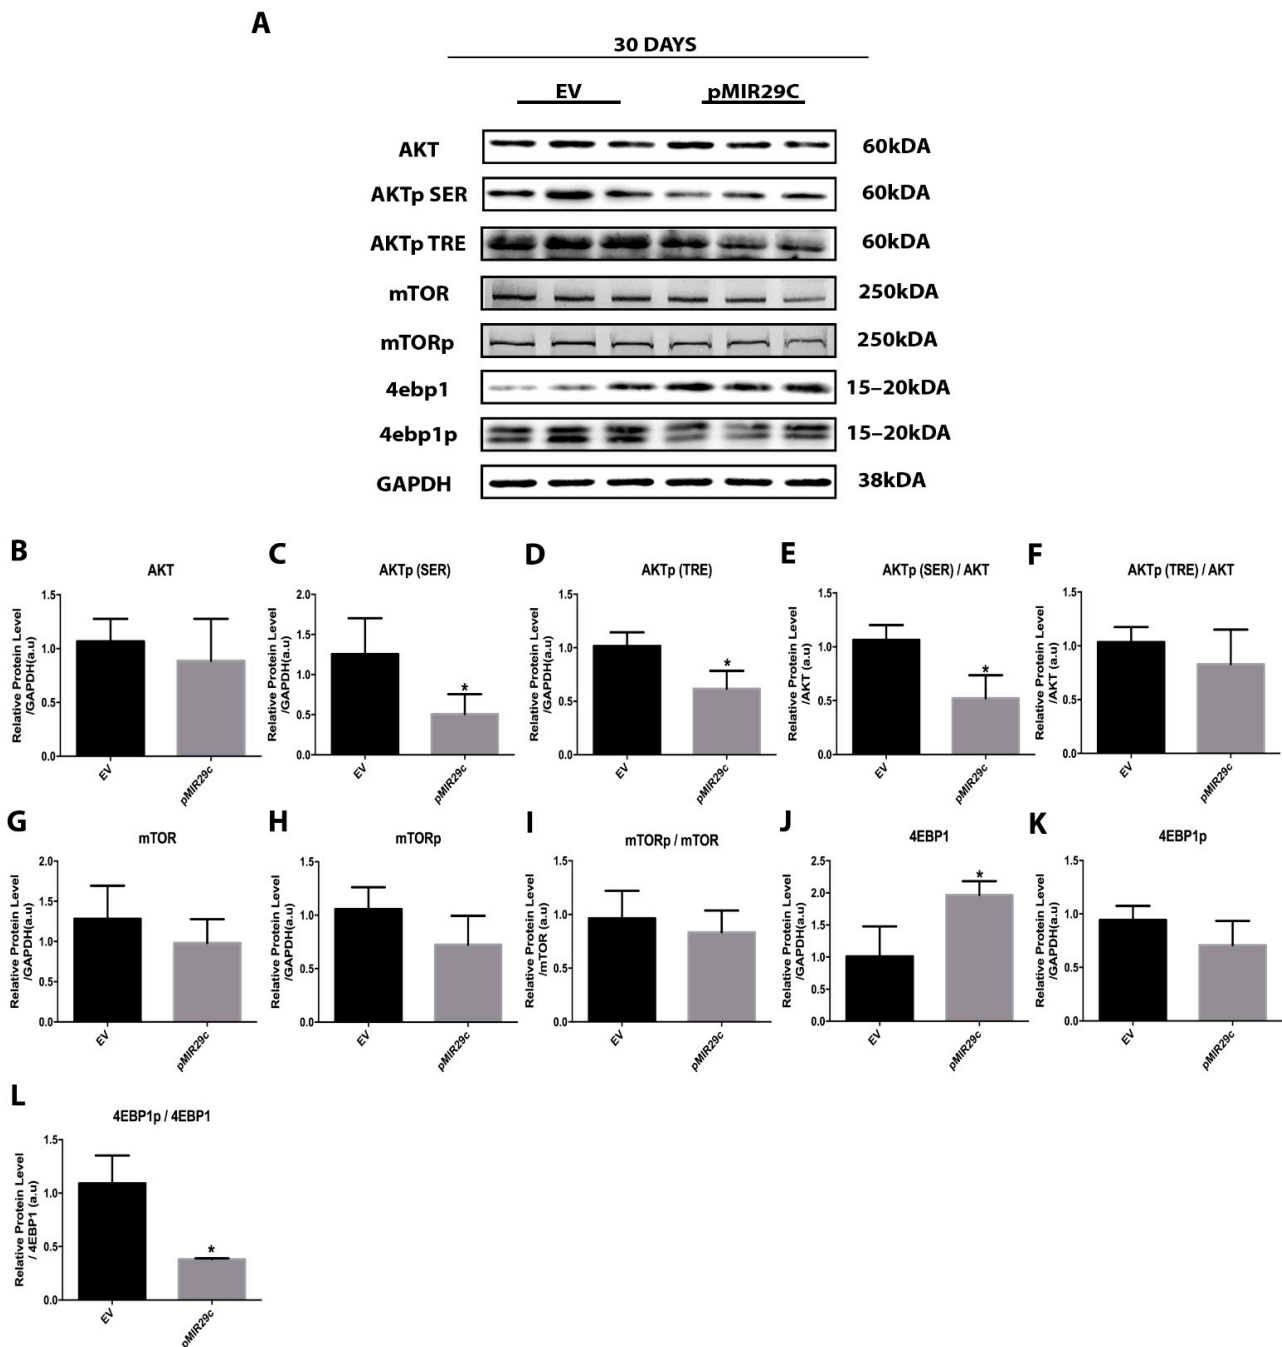 A
30 DAYS
EV pMIR29C
AKT 60kDA
AKTp SER 60kDA
AKTp TRE 60kDA
mTOR 250kDA
mTORp 250kDA
4ebp1 15–20kDA
4ebp1p 15–20kDA
GAPDH 38kDA
B
AKT
Relative Protein Level
/GAPDH(a.u)
1.5
1.0
0.5
0.0
EV
pMIR29c
C
AKTp (SER)
Relative Protein Level
/GAPDH(a.u)
2.0
1.5
1.0
0.5
0.0
*
EV
pMIR29c
D
AKTp (TRE)
Relative Protein Level
/GAPDH(a.u)
1.5
1.0
0.5
0.0
*
EV
pMIR29c
E
AKTp (SER) / AKT
Relative Protein Level
/AKT (a.u)
1.5
1.0
0.5
0.0
*
EV
pMIR29c
F
AKTp (TRE) / AKT
Relative Protein Level
/AKT (a.u)
1.5
1.0
0.5
0.0
EV
pMIR29c
G
mTOR
Relative Protein Level
/GAPDH(a.u)
2.0
1.5
1.0
0.5
0.0
EV
pMIR29c
H
mTORp
Relative Protein Level
/GAPDH(a.u)
1.5
1.0
0.5
0.0
EV
pMIR29c
I
mTORp / mTOR
Relative Protein Level
/mTOR (a.u)
1.5
1.0
0.5
0.0
EV
pMIR29c
J
4EBP1
Relative Protein Level
/GAPDH(a.u)
2.5
2.0
1.5
1.0
0.5
0.0
*
EV
pMIR29c
K
4EBP1p
Relative Protein Level
/GAPDH(a.u)
1.5
1.0
0.5
0.0
EV
pMIR29c
L
4EBP1p / 4EBP1
Relative Protein Level
/ 4EBP1 (a.u)
1.5
1.0
0.5
0.0
*
EV
pMIR29c